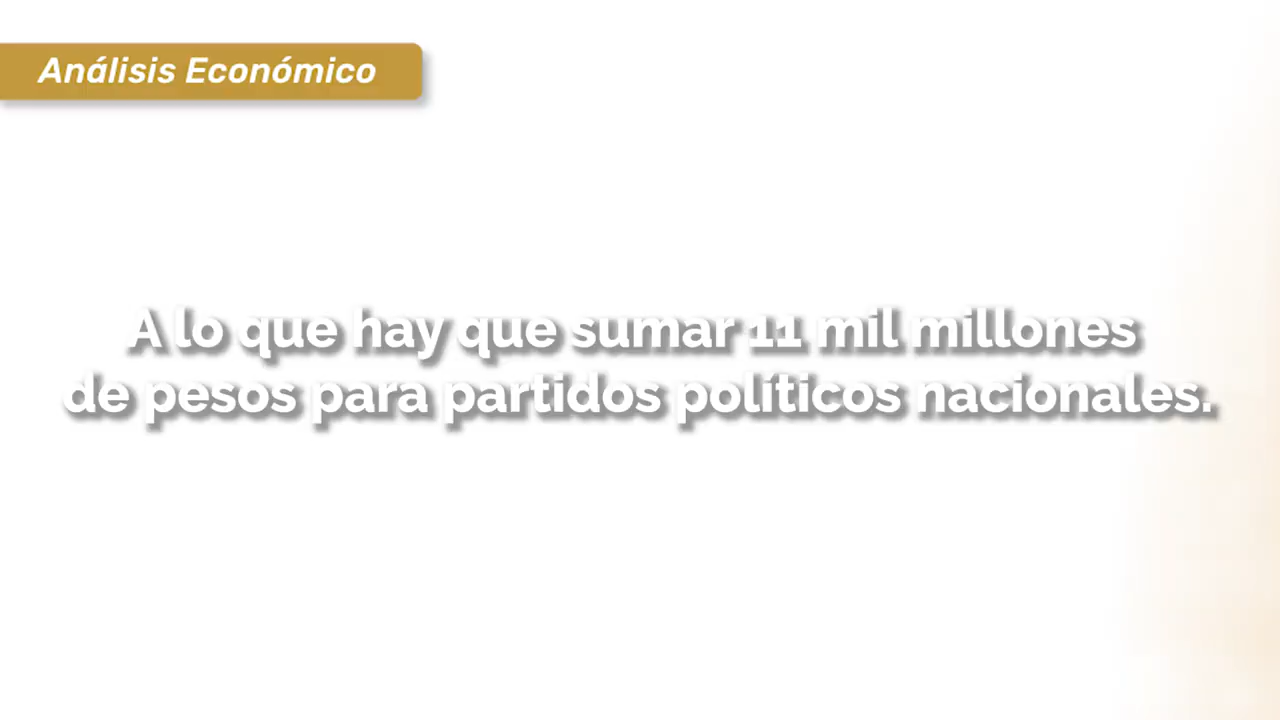 Análisis Económico
A lo que hay que sumar 11 mil millones
de pesos para partidos políticos nacionales.